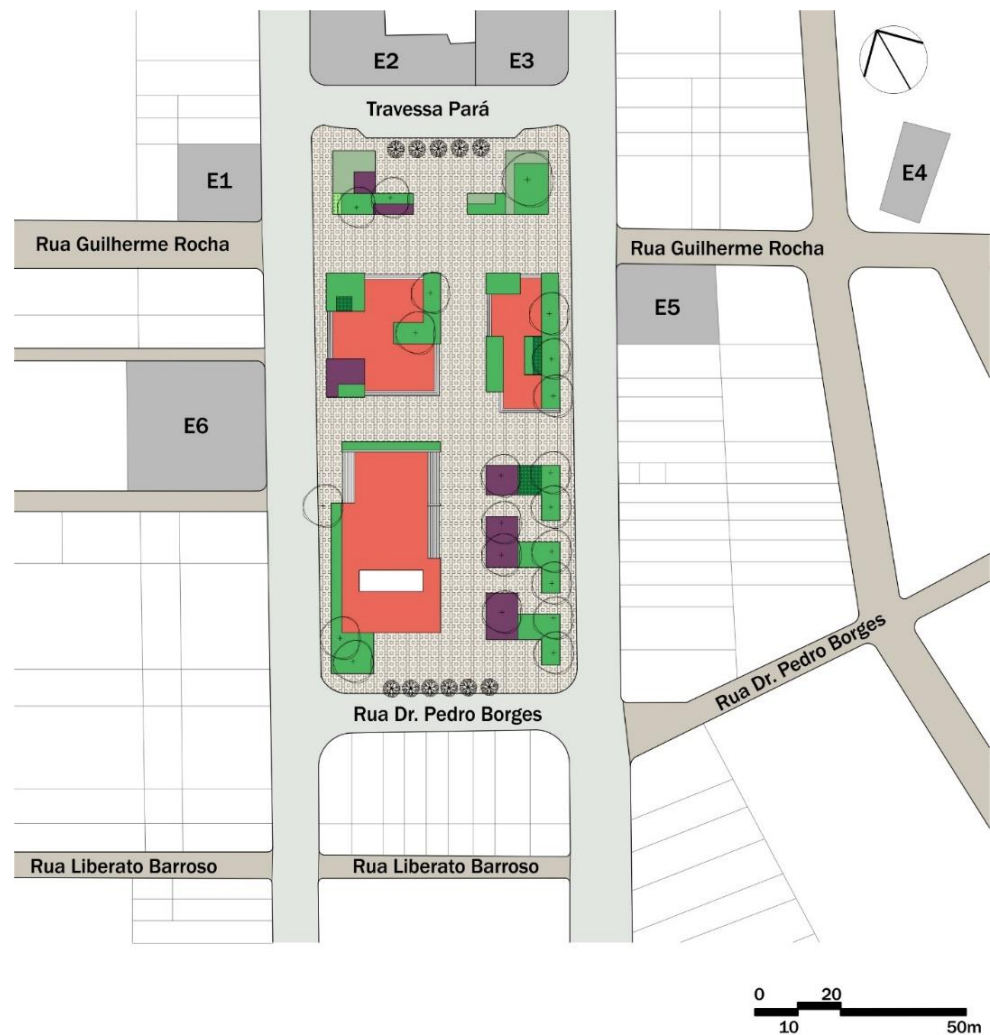 E2
E3
Travessa Pará
E1
E4
Rua Guilherme Rocha
Rua Guilherme Rocha
E5
E6
Rua Dr. Pedro Borges
Rua Dr. Pedro Borges
Rua Liberato Barroso
Rua Liberato Barroso
0 20
10 50m